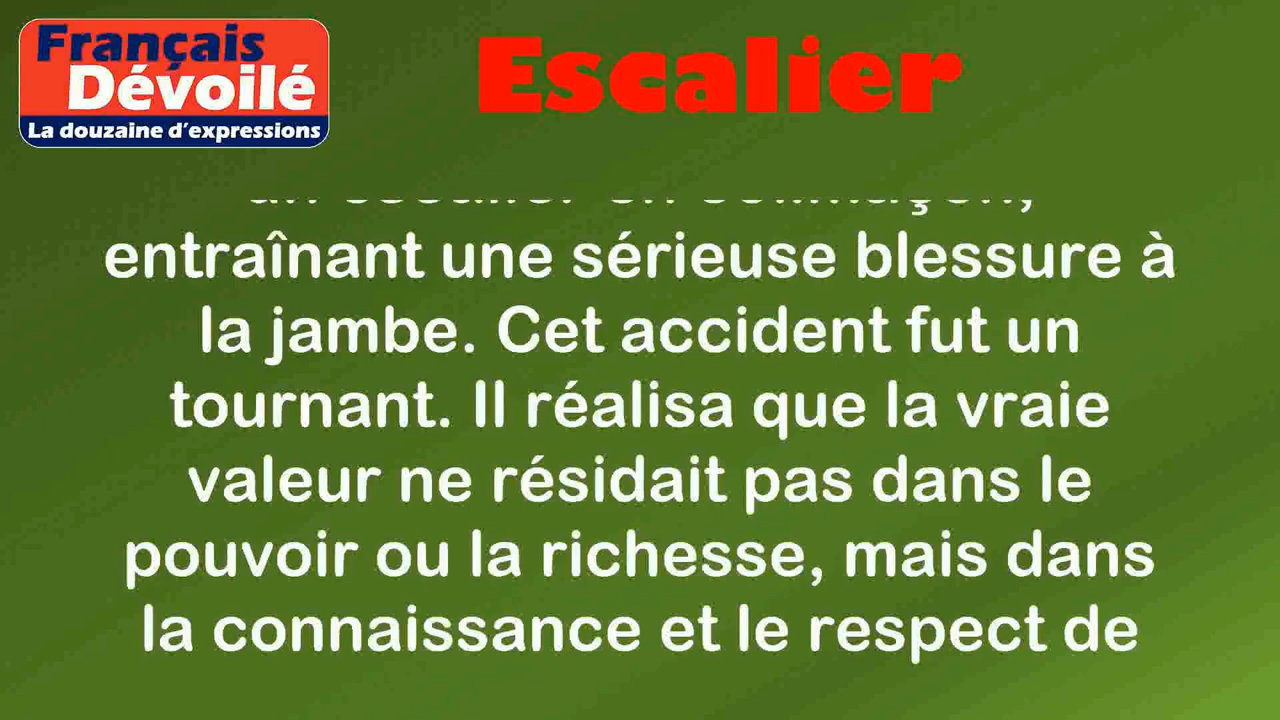 Français
Dévoilé
La douzaine d'expressions
Escalier
entraînant une sérieuse blessure à
la jambe. Cet accident fut un
tournant. Il réalisa que la vraie
valeur ne résidait pas dans le
pouvoir ou la richesse, mais dans
la connaissance et le respect de